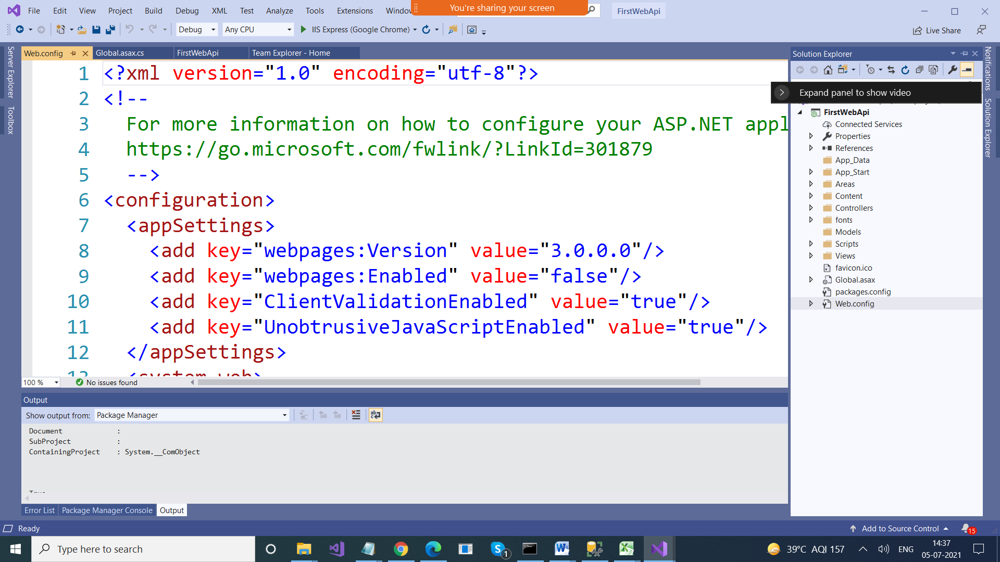 File Edit View Project Build Debug XML Test Analyze Tools Extensions Window
You're sharing your screen
FirstWebApi
Debug Any CPU IIS Express (Google Chrome)
Live Share
Server Explorer
Toolbox
Web.config Global.asax.cs FirstWebApi Team Explorer - Home
1 <?xml version="1.0" encoding="utf-8"?>
2 <!--
3 For more information on how to configure your ASP.NET appl
4 https://go.microsoft.com/fwlink/?LinkId=301879
5 -->
6 <configuration>
7 <appSettings>
8 <add key="webpages:Version" value="3.0.0.0"/>
9 <add key="webpages:Enabled" value="false"/>
10 <add key="ClientValidationEnabled" value="true"/>
11 <add key="UnobtrusiveJavaScriptEnabled" value="true"/>
12 </appSettings>
13 <system.web>
100 % No issues found
Output
Show output from: Package Manager
Document :
SubProject :
ContainingProject : System.__ComObject
True
Error List Package Manager Console Output
Solution Explorer
Expand panel to show video
FirstWebApi
Connected Services
Properties
References
App_Data
App_Start
Areas
Content
Controllers
fonts
Models
Scripts
Views
favicon.ico
Global.asax
packages.config
Web.config
Notifications
Solution Explorer
Ready
Add to Source Control 15
Type here to search
1
39°C AQI 157
ENG
14:37
05-07-2021